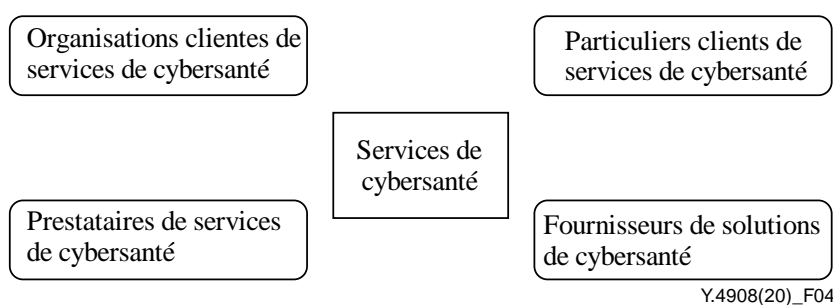 Organisations clientes de
services de cybersanté
Particuliers clients de
services de cybersanté
Services de
cybersanté
Prestataires de services
de cybersanté
Fournisseurs de solutions
de cybersanté
Y.4908(20)_F04